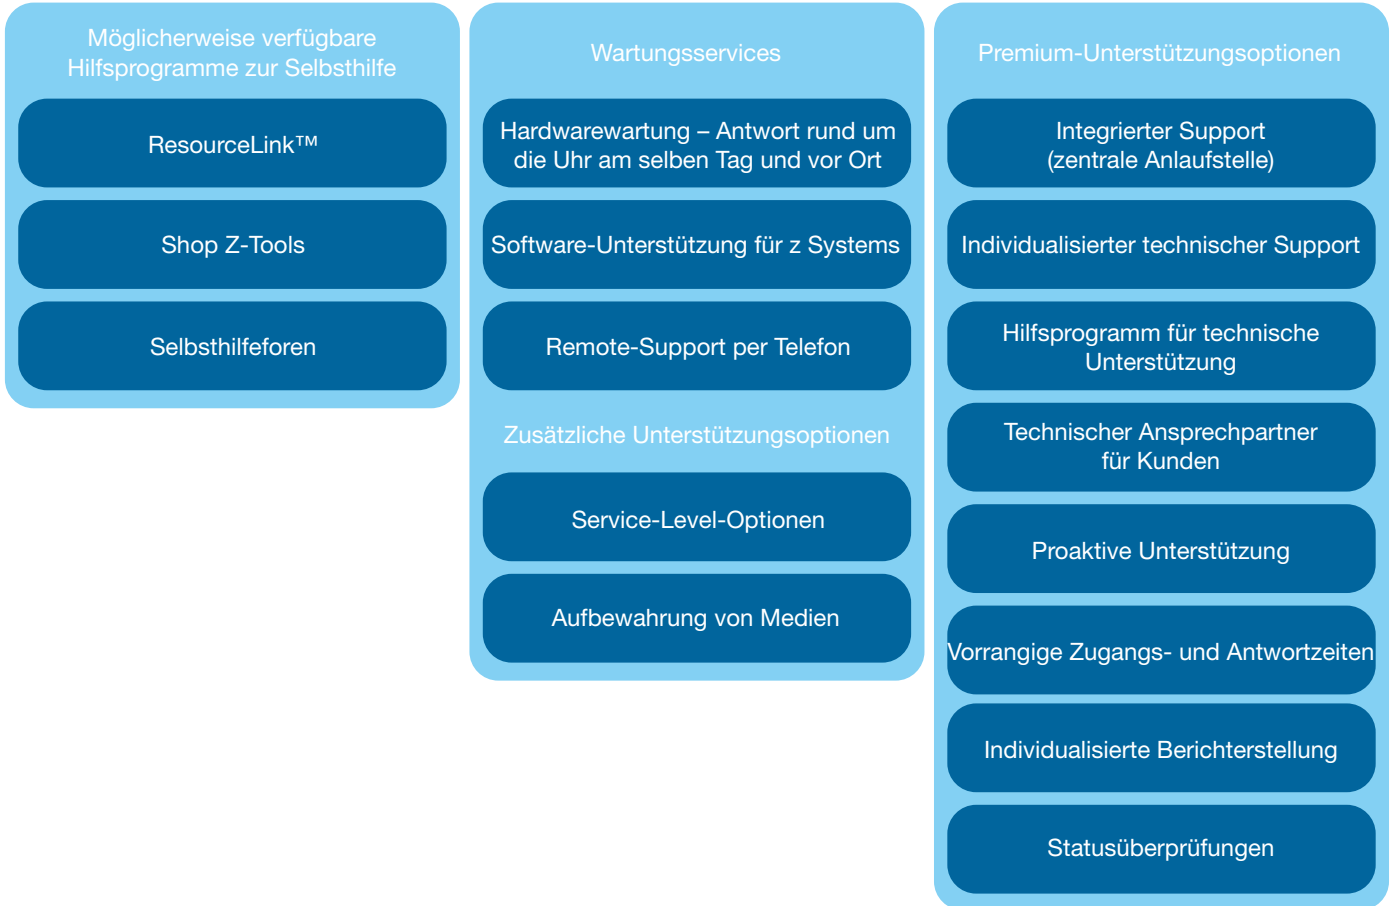 Möglicherweise verfügbare
Hilfsprogramme zur Selbsthilfe
ResourceLink™
Shop Z-Tools
Selbsthilfeforen
Wartungsservices
Hardwarewartung – Antwort rund um
die Uhr am selben Tag und vor Ort
Software-Unterstützung für z Systems
Remote-Support per Telefon
Zusätzliche Unterstützungsoptionen
Service-Level-Optionen
Aufbewahrung von Medien
Premium-Unterstützungsoptionen
Integrierter Support
(zentrale Anlaufstelle)
Individualisierter technischer Support
Hilfsprogramm für technische
Unterstützung
Technischer Ansprechpartner
für Kunden
Proaktive Unterstützung
Vorrangige Zugangs- und Antwortzeiten
Individualisierte Berichterstellung
Statusüberprüfungen